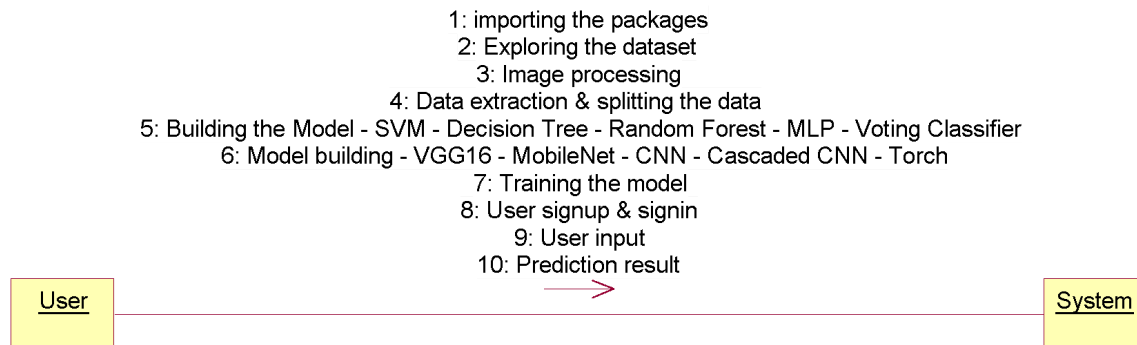 1: importing the packages
2: Exploring the dataset
3: Image processing
4: Data extraction & splitting the data
5: Building the Model - SVM - Decision Tree - Random Forest - MLP - Voting Classifier
6: Model building - VGG16 - MobileNet - CNN - Cascaded CNN - Torch
7: Training the model
8: User signup & signin
9: User input
10: Prediction result
User
System